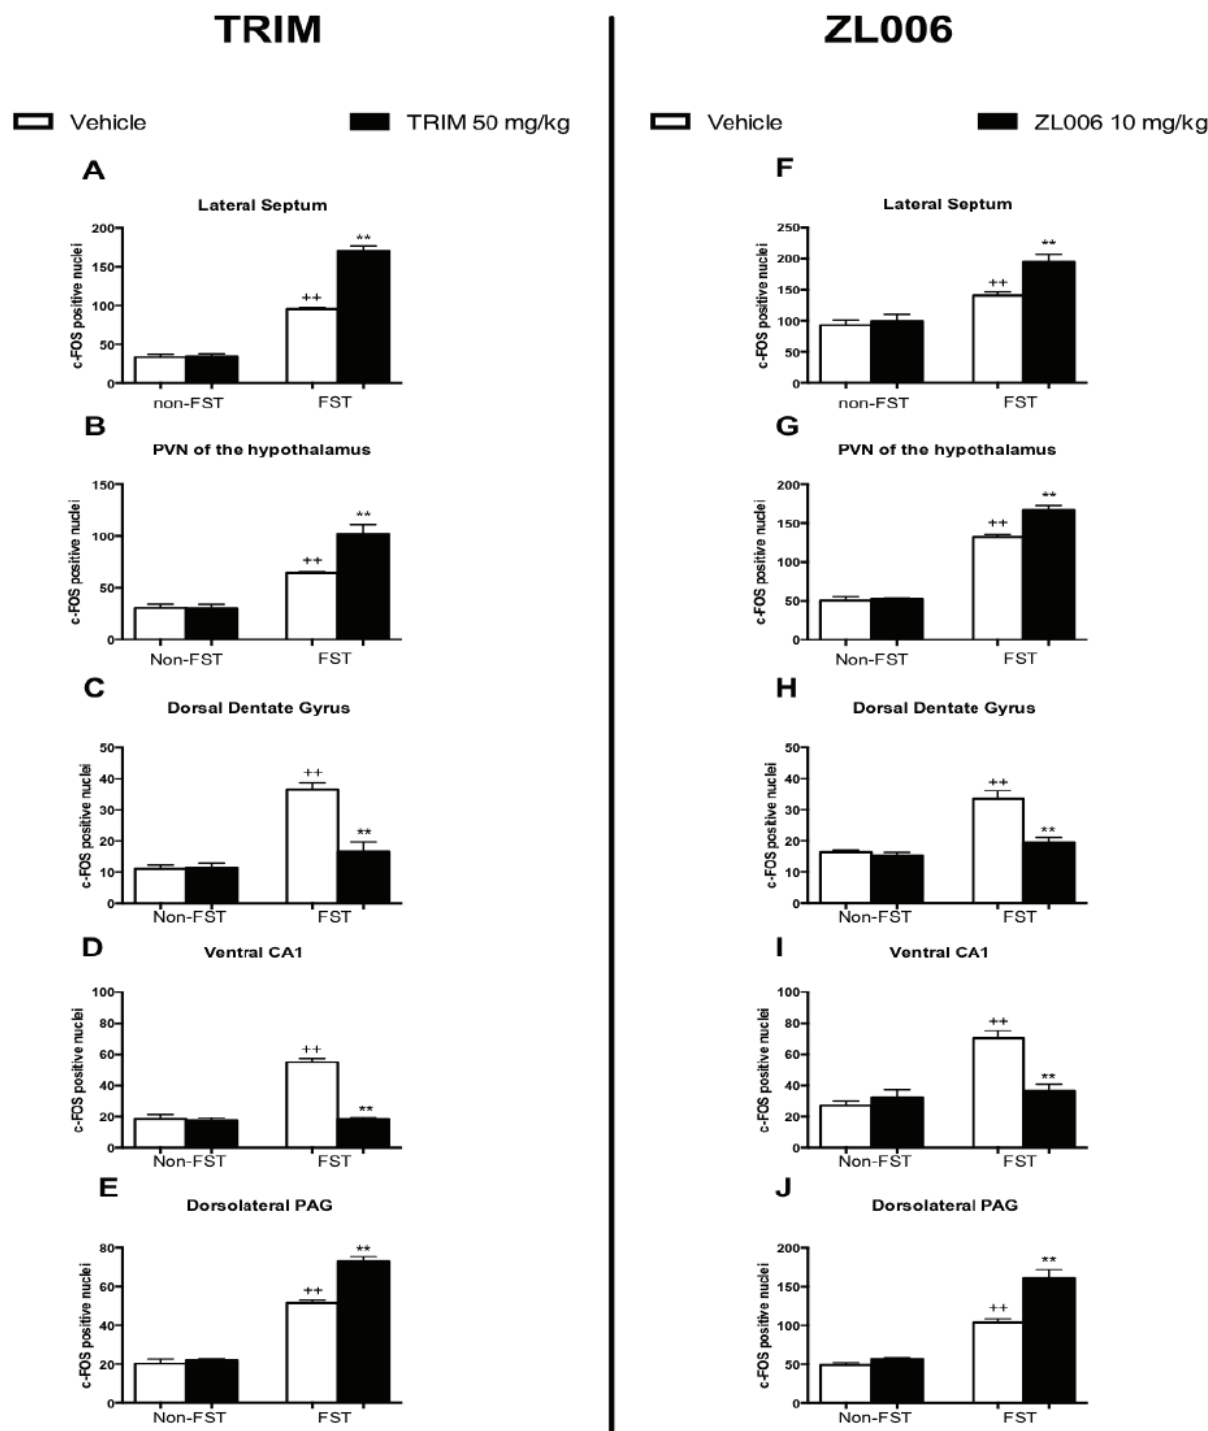 TRIM
Vehicle TRIM 50 mg/kg
A
Lateral Septum
c-FOS positive nuclei
200
150
100
50
0
++
**
non-FST FST
B
PVN of the hypothalamus
c-FOS positive nuclei
150
100
50
0
++
**
Non-FST FST
C
Dorsal Dentate Gyrus
c-FOS positive nuclei
50
40
30
20
10
0
++
**
Non-FST FST
D
Ventral CA1
c-FOS positive nuclei
100
80
60
40
20
0
++
**
Non-FST FST
E
Dorsolateral PAG
c-FOS positive nuclei
80
60
40
20
0
++
**
Non-FST FST
ZL006
Vehicle ZL006 10 mg/kg
F
Lateral Septum
c-FOS positive nuclei
250
200
150
100
50
0
++
**
non-FST FST
G
PVN of the hypothalamus
c-FOS positive nuclei
200
150
100
50
0
++
**
Non-FST FST
H
Dorsal Dentate Gyrus
c-FOS positive nuclei
50
40
30
20
10
0
++
**
Non-FST FST
I
Ventral CA1
c-FOS positive nuclei
100
80
60
40
20
0
++
**
Non-FST FST
J
Dorsolateral PAG
c-FOS positive nuclei
200
150
100
50
0
++
**
Non-FST FST